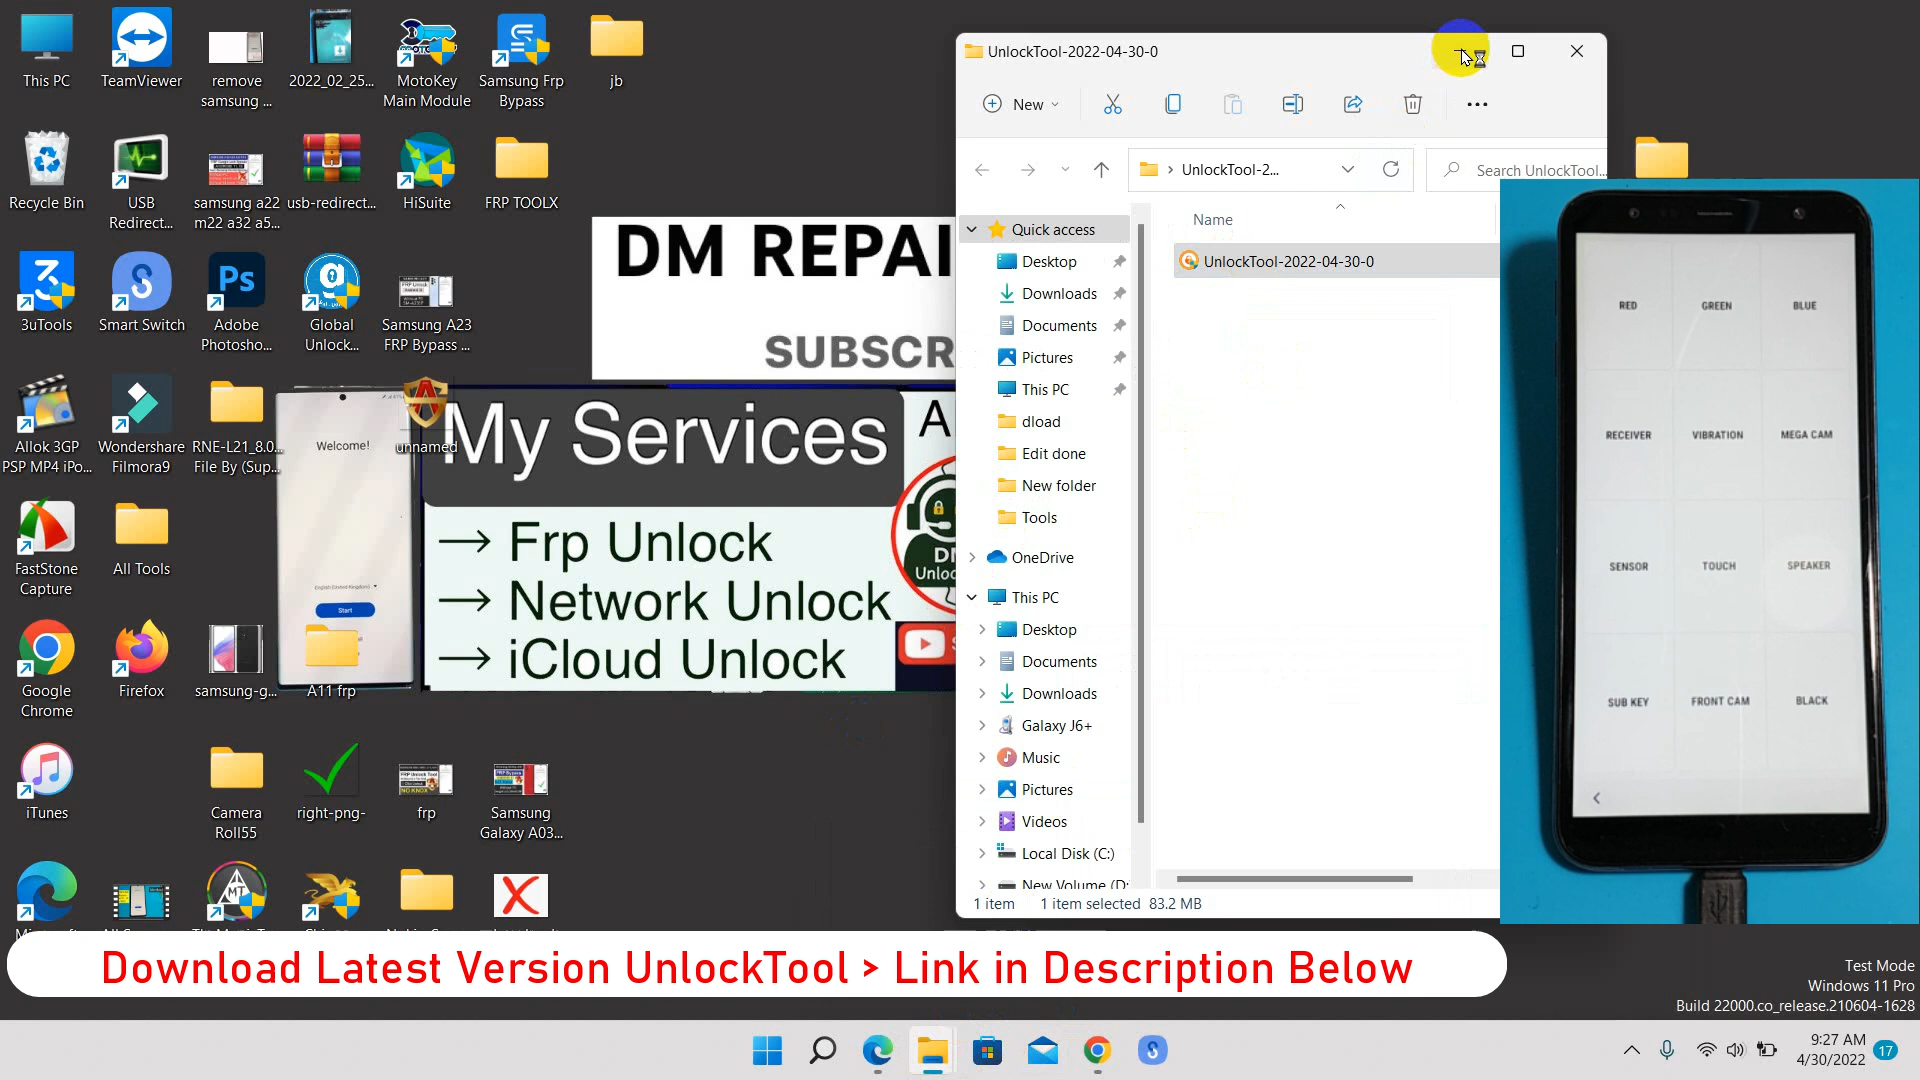 This PC
TeamViewer
remove
samsung ...
2022_02_25...
MotoKey
Main Module
Samsung Frp
Bypass
jb
Recycle Bin
USB
Redirect...
samsung a22
m22 a32 a5...
usb-redirect...
HiSuite
FRP TOOLX
3uTools
Smart Switch
Adobe
Photosho...
Global
Unlock...
Samsung A23
FRP Bypass ...
Allok 3GP
PSP MP4 iPo...
Wondershare
Filmora9
RNE-L21_8.0...
File By (Sup...
unnamed
FastStone
Capture
All Tools
Google
Chrome
Firefox
samsung-g...
A11 frp
iTunes
Camera
Roll55
right-png-
frp
Samsung
Galaxy A03...
DM REPAI
SUBSCR
Welcome!
English (United Kingdom)
Start
My Services
→ Frp Unlock
→ Network Unlock
→ iCloud Unlock
UnlockTool-2022-04-30-0
New
UnlockTool-2...
Search UnlockTool...
Name
UnlockTool-2022-04-30-0
Quick access
Desktop
Downloads
Documents
Pictures
This PC
dload
Edit done
New folder
Tools
OneDrive
This PC
Desktop
Documents
Downloads
Galaxy J6+
Music
Pictures
Videos
Local Disk (C:)
New Volume (D:
1 item 1 item selected 83.2 MB
RED GREEN BLUE
RECEIVER VIBRATION MEGA CAM
SENSOR TOUCH SPEAKER
SUB KEY FRONT CAM BLACK
Download Latest Version UnlockTool > Link in Description Below
Test Mode
Windows 11 Pro
Build 22000.co_release.210604-1628
9:27 AM
4/30/2022
17